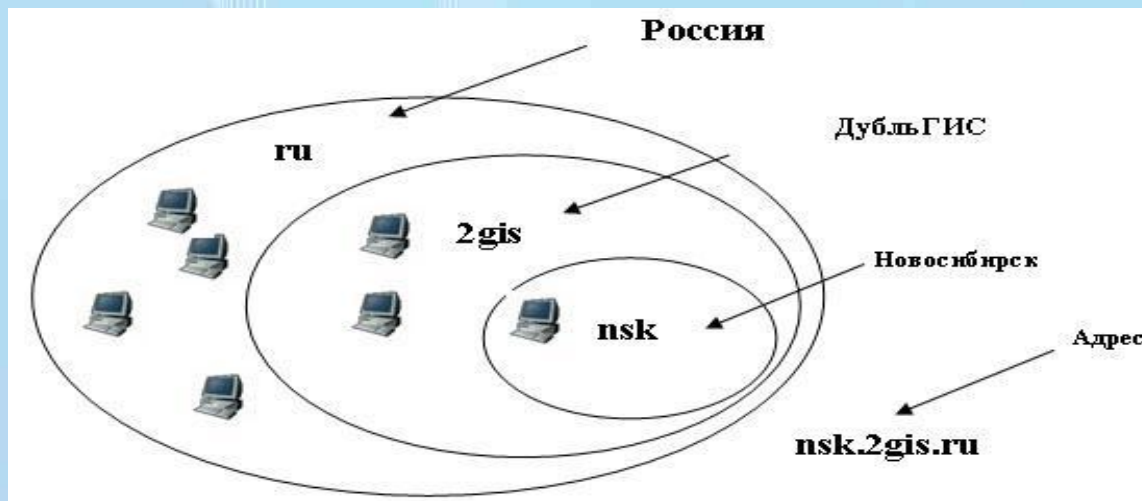 Россия
ru
ДубльГИС
2gis
Новосибирск
nsk
Адрес
nsk.2gis.ru